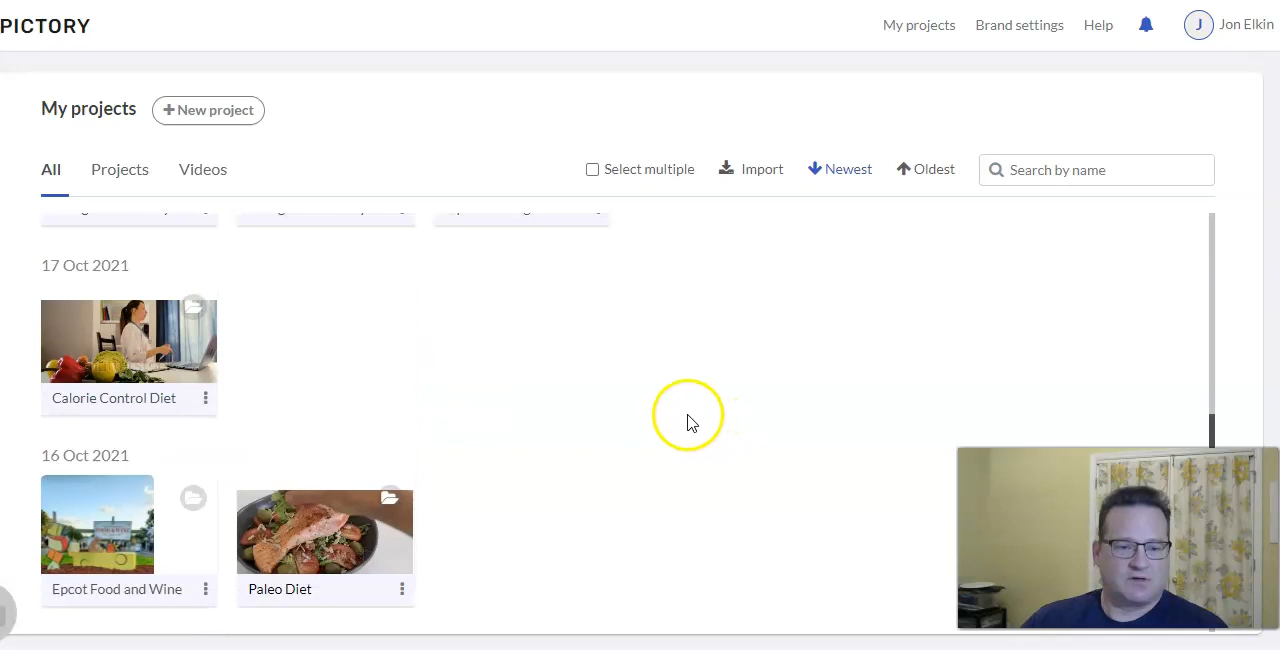 PICTORY
My projects
Brand settings
Help
J
Jon Elkin
My projects
+ New project
All
Projects
Videos
Select multiple
Import
Newest
Oldest
Search by name
17 Oct 2021
Calorie Control Diet
16 Oct 2021
Epcot Food and Wine
Paleo Diet